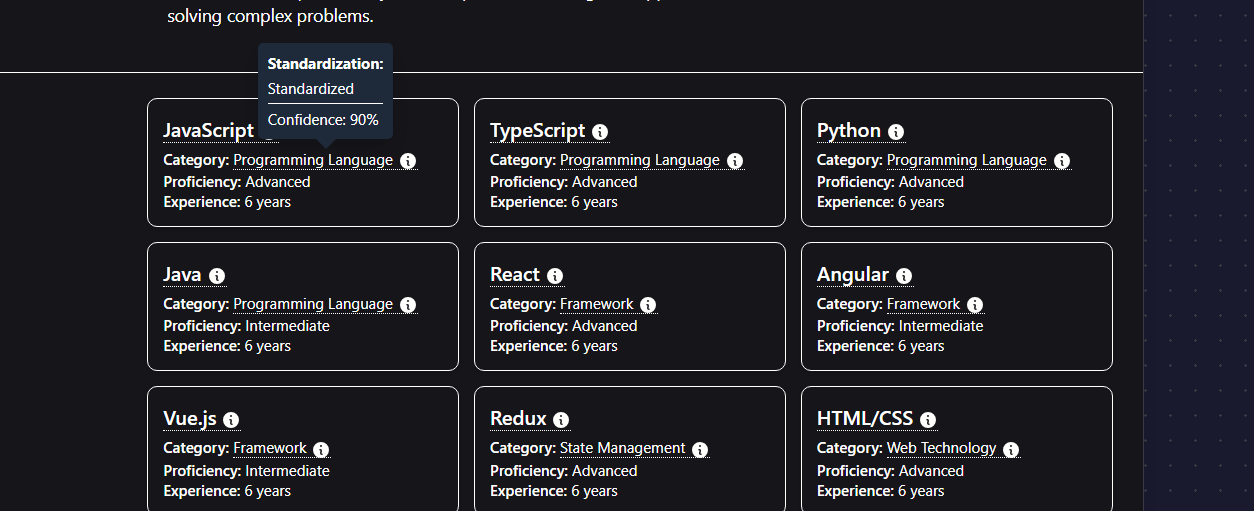 solving complex problems.
Standardization:
Standardized
Confidence: 90%
JavaScript
Category: Programming Language
Proficiency: Advanced
Experience: 6 years
TypeScript
Category: Programming Language
Proficiency: Advanced
Experience: 6 years
Python
Category: Programming Language
Proficiency: Advanced
Experience: 6 years
Java
Category: Programming Language
Proficiency: Intermediate
Experience: 6 years
React
Category: Framework
Proficiency: Advanced
Experience: 6 years
Angular
Category: Framework
Proficiency: Intermediate
Experience: 6 years
Vue.js
Category: Framework
Proficiency: Intermediate
Experience: 6 years
Redux
Category: State Management
Proficiency: Advanced
Experience: 6 years
HTML/CSS
Category: Web Technology
Proficiency: Advanced
Experience: 6 years